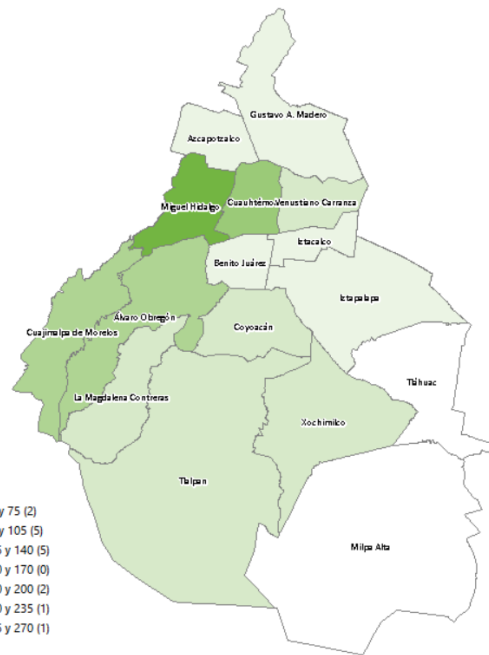 Gustavo A. Madero
Azcapotzalco
Miguel Hidalgo
Cuauhtémoc
Venustiano Carranza
Iztacalco
Benito Juárez
Iztapalapa
Álvaro Obregón
Coyoacán
Cuajimalpa de Morelos
Tláhuac
La Magdalena Contreras
Xochimilco
Tlalpan
Milpa Alta
y 75 (2)
y 105 (5)
y 140 (5)
y 170 (0)
y 200 (2)
y 235 (1)
y 270 (1)